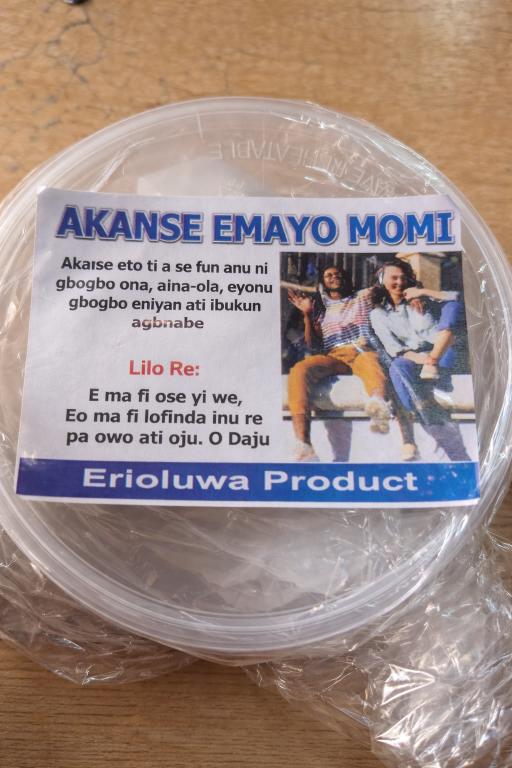 AKANSE EMAYO MOMI
Akaıse eto ti a se fun anu ni
gbogbo ona, aina-ola, eyonu
gbogbo eniyan ati ibukun
agbnabe
Lilo Re:
E ma fi ose yi we,
Eo ma fi lofinda inu re
pa owo ati oju. O Daju
Erioluwa Product